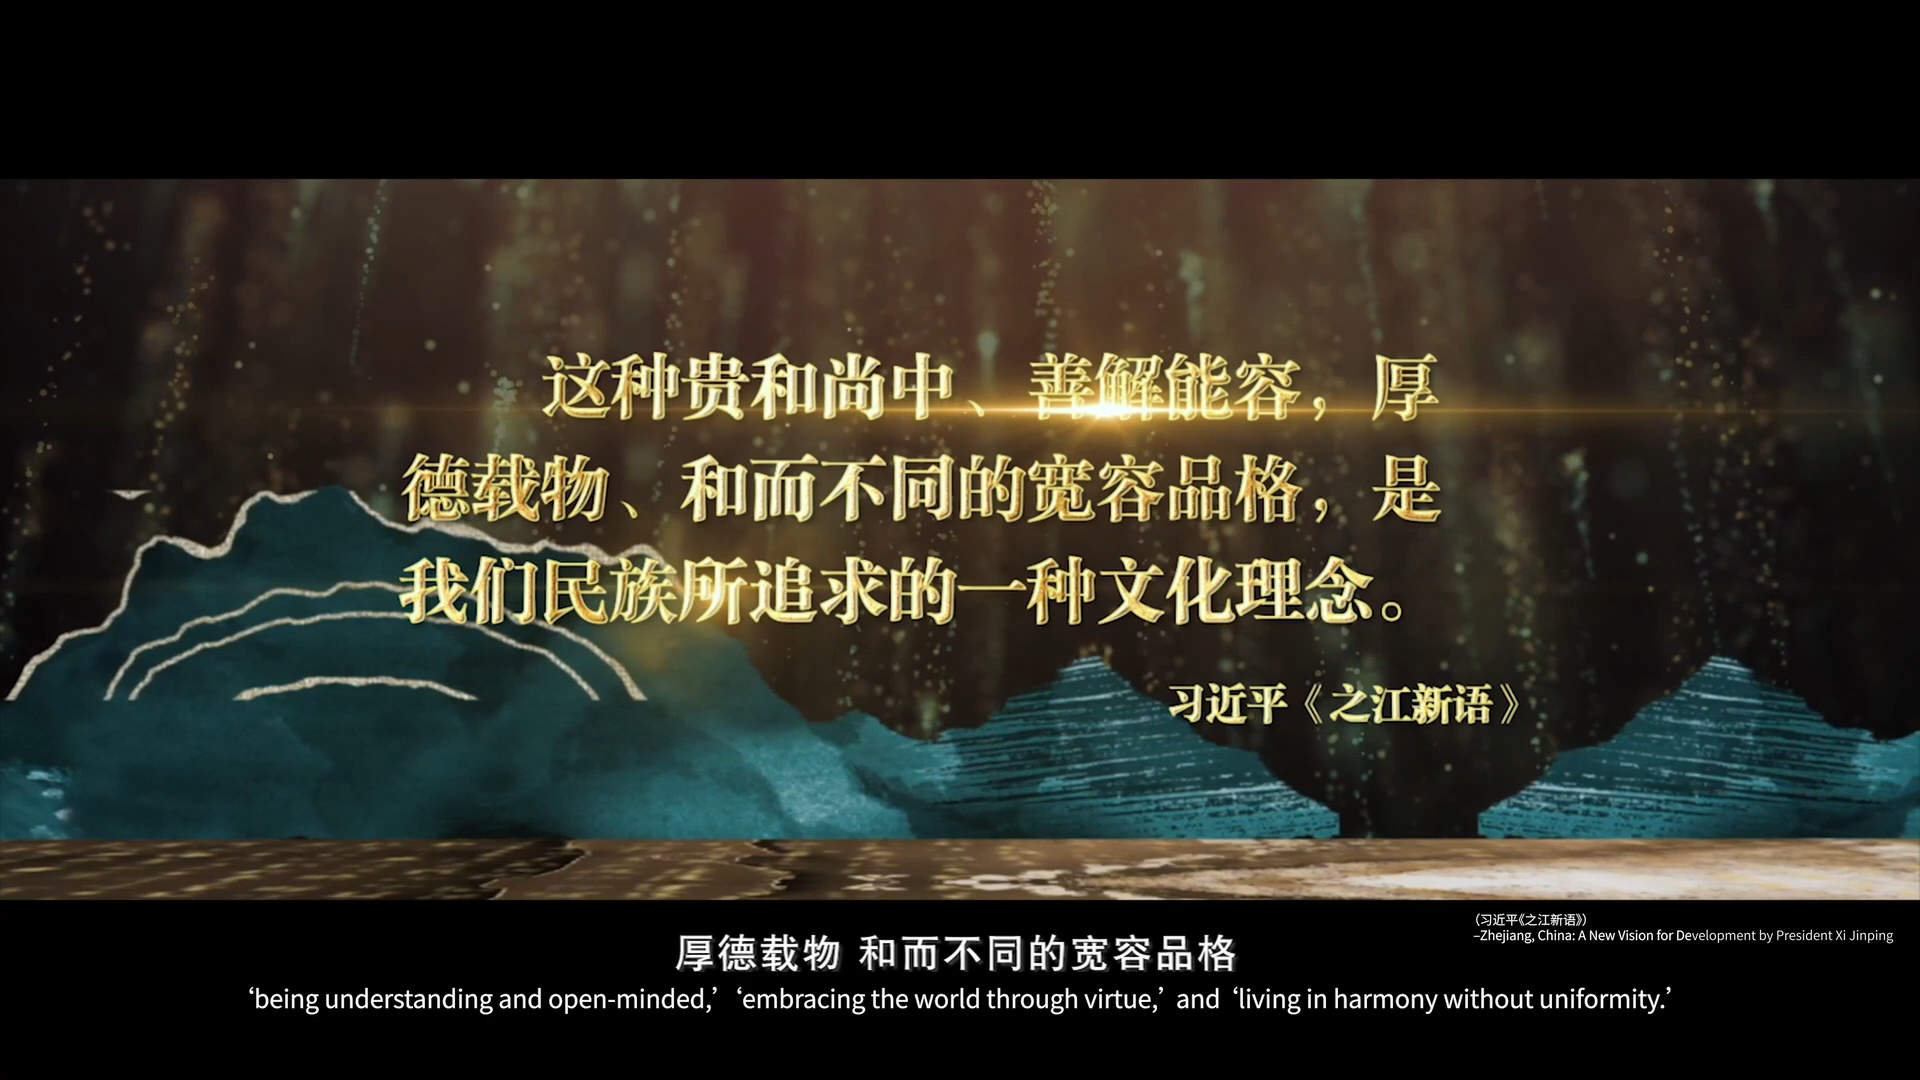 这种贵和尚中、善解能容，厚
德载物、和而不同的宽容品格，是
我们民族所追求的一种文化理念。
习近平《之江新语》
（习近平《之江新语》）
–Zhejiang, China: A New Vision for Development by President Xi Jinping
厚德载物 和而不同的宽容品格
‘being understanding and open-minded,’ ‘embracing the world through virtue,’ and ‘living in harmony without uniformity.’